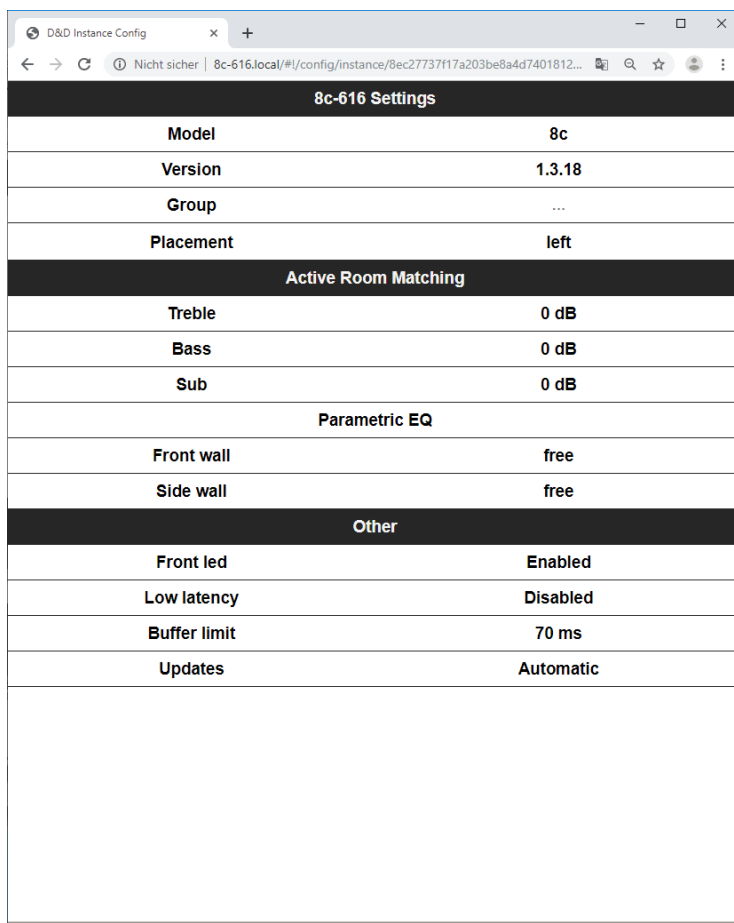 D&D Instance Config
Nicht sicher | 8c-616.local/#!/config/instance/8ec27737f17a203be8a4d7401812...
8c-616 Settings
Model 8c
Version 1.3.18
Group ...
Placement left
Active Room Matching
Treble 0 dB
Bass 0 dB
Sub 0 dB
Parametric EQ
Front wall free
Side wall free
Other
Front led Enabled
Low latency Disabled
Buffer limit 70 ms
Updates Automatic